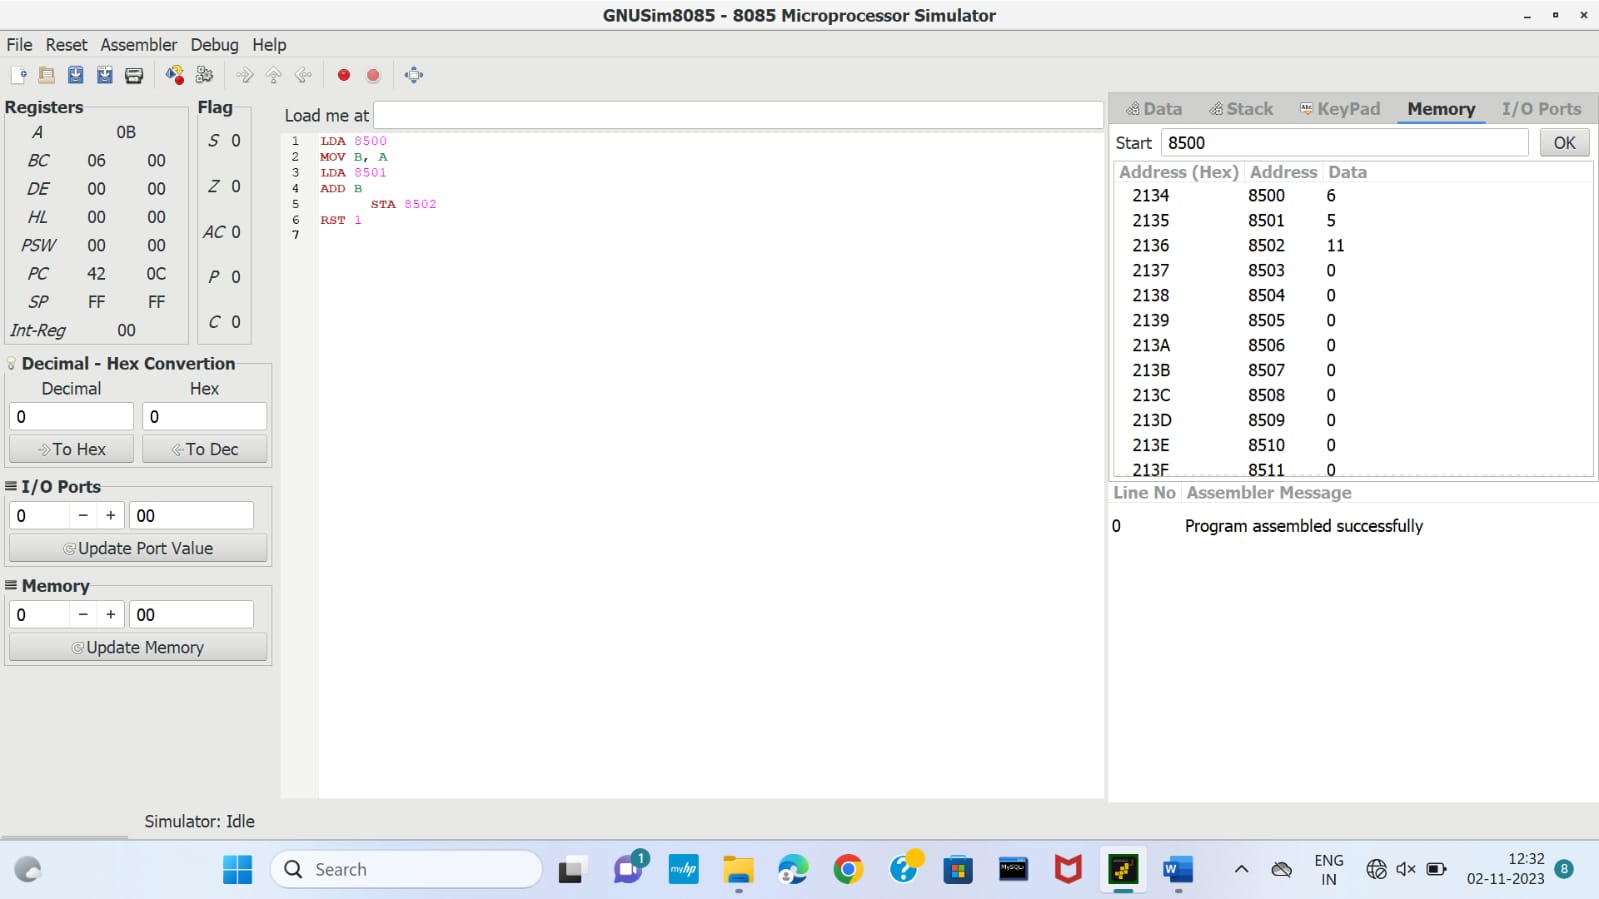 GNUSim8085 - 8085 Microprocessor Simulator
File Reset Assembler Debug Help
Registers
A 0B
BC 06 00
DE 00 00
HL 00 00
PSW 00 00
PC 42 0C
SP FF FF
Int-Reg 00
Flag
S 0
Z 0
AC 0
P 0
C 0
Decimal - Hex Convertion
Decimal Hex
0 0
To Hex To Dec
I/O Ports
0 - + 00
Update Port Value
Memory
0 - + 00
Update Memory
Load me at
1 LDA 8500
2 MOV B, A
3 LDA 8501
4 ADD B
5 STA 8502
6 RST 1
7
Data Stack KeyPad Memory I/O Ports
Start 8500 OK
Address (Hex) Address Data
2134 8500 6
2135 8501 5
2136 8502 11
2137 8503 0
2138 8504 0
2139 8505 0
213A 8506 0
213B 8507 0
213C 8508 0
213D 8509 0
213E 8510 0
213F 8511 0
Line No Assembler Message
0 Program assembled successfully
Simulator: Idle
Search
1
myhp
MySQL
W
ENG
IN
12:32
02-11-2023
8